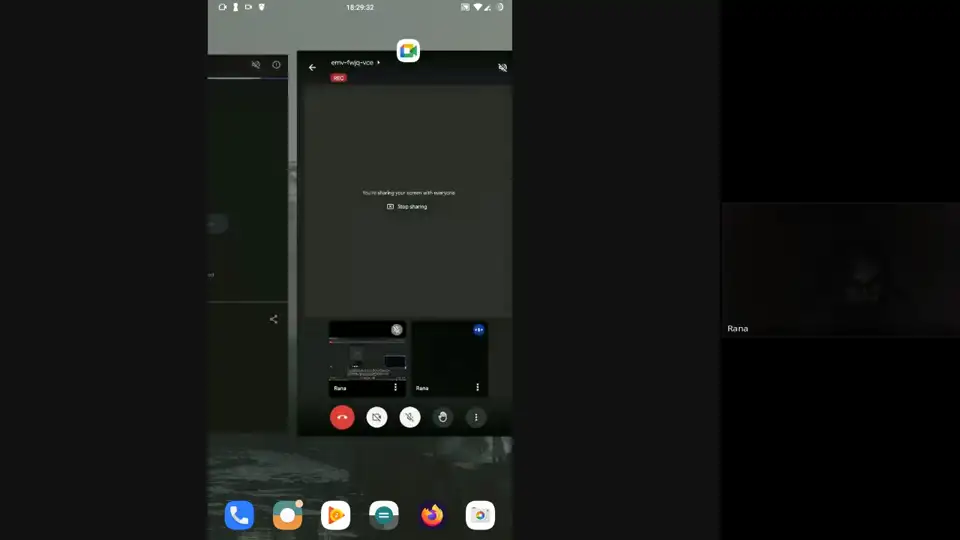 18:29:32
emv-fwjq-vce
REC
You're sharing your screen with everyone
Stop sharing
Rana
Rana
Rana